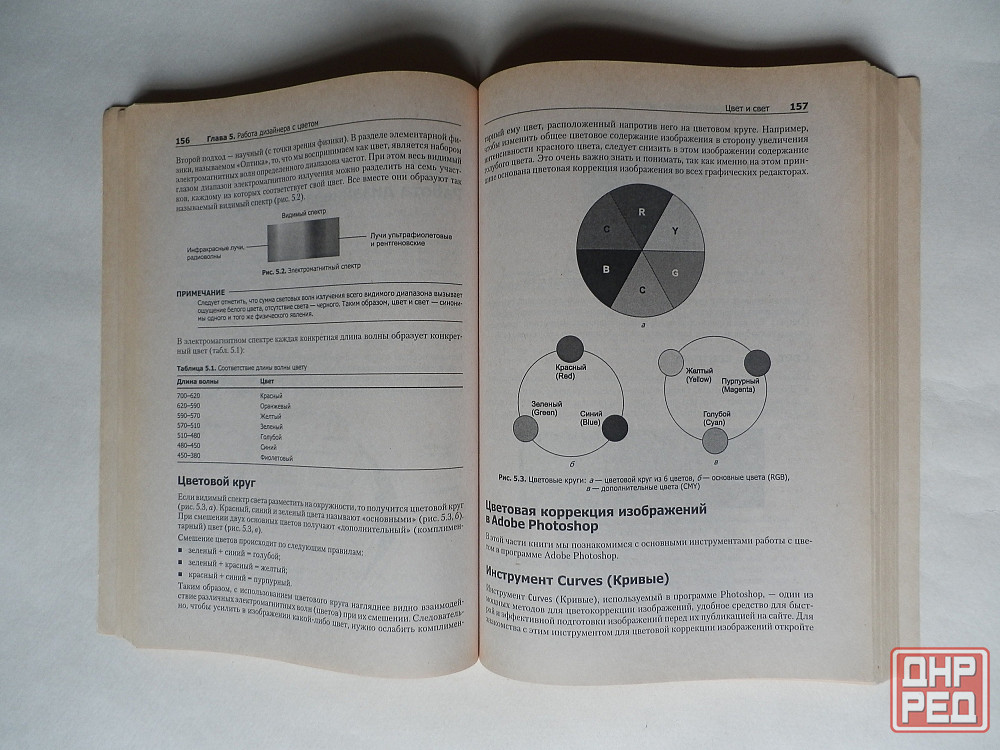 156 Глава 5. Работа дизайнера с цветом
Второй подход — научный (с точки зрения физики). В разделе элементарной фи-
зики, называемом «Оптика», то, что мы воспринимаем как цвет, является набором
электромагнитных волн определенного диапазона частот. При этом весь видимый
глазом диапазон электромагнитного излучения можно разделить на семь участ-
ков, каждому из которых соответствует свой цвет. Все вместе они образуют так
называемый видимый спектр (рис. 5.2).
Видимый спектр
Инфракрасные лучи,
радиоволны
Лучи ультрафиолетовые
и рентгеновские
Рис. 5.2. Электромагнитный спектр
ПРИМЕЧАНИЕ
Следует отметить, что сумма световых волн излучения всего видимого диапазона вызывает
ощущение белого цвета, отсутствие света — черного. Таким образом, цвет и свет — синони-
мы одного и того же физического явления.
В электромагнитном спектре каждая конкретная длина волны образует конкрет-
ный цвет (табл. 5.1):
Таблица 5.1. Соответствие длины волны цвету
Длина волны Цвет
700–620 Красный
620–590 Оранжевый
590–570 Желтый
570–510 Зеленый
510–480 Голубой
480–450 Синий
450–380 Фиолетовый
Цветовой круг
Если видимый спектр света разместить на окружности, то получится цветовой круг
(рис. 5.3, а). Красный, синий и зеленый цвета называют «основными» (рис. 5.3, б).
При смешении двух основных цветов получают «дополнительный» (комплимен-
тарный) цвет (рис. 5.3, в).
Смешение цветов происходит по следующим правилам:
■ зеленый + синий = голубой;
■ зеленый + красный = желтый;
■ красный + синий = пурпурный.
Таким образом, с использованием цветового круга нагляднее видно взаимодей-
ствие различных электромагнитных волн (цветов) при их смешении. Следователь-
но, чтобы усилить в изображении какой-либо цвет, нужно ослабить комплимен-
Цвет и свет 157
тарный ему цвет, расположенный напротив него на цветовом круге. Например,
чтобы изменить общее цветовое содержание изображения в сторону увеличения
интенсивности красного цвета, следует снизить в этом изображении содержание
голубого цвета. Это очень важно знать и понимать, так как именно на этом прин-
ципе основана цветовая коррекция изображения во всех графических редакторах.
R
C Y
B G
C
а
Красный
(Red)
Зеленый
(Green)
Синий
(Blue)
б
Желтый
(Yellow)
Пурпурный
(Magenta)
Голубой
(Cyan)
в
Рис. 5.3. Цветовые круги: а — цветовой круг из 6 цветов, б — основные цвета (RGB),
в — дополнительные цвета (CMY)
Цветовая коррекция изображений
в Adobe Photoshop
В этой части книги мы познакомимся с основными инструментами работы с цве-
том в программе Adobe Photoshop.
Инструмент Curves (Кривые)
Инструмент Curves (Кривые), используемый в программе Photoshop, — один из
мощных методов для цветокоррекции изображений, удобное средство для быст-
рой и эффективной подготовки изображений перед их публикацией на сайте. Для
знакомства с этим инструментом для цветовой коррекции изображений откройте
ДНР
РЕД